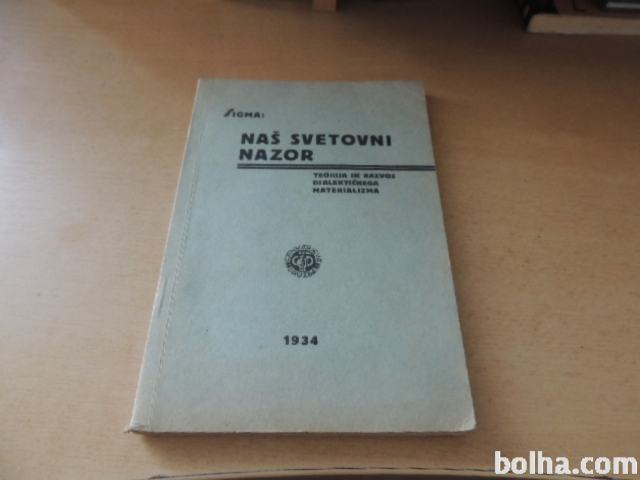 SIGMA:
NAŠ SVETOVNI
NAZOR
TEORIJA IN RAZVOJ
DIALEKTIČNEGA
MATERIALIZMA
1934
bolha.com